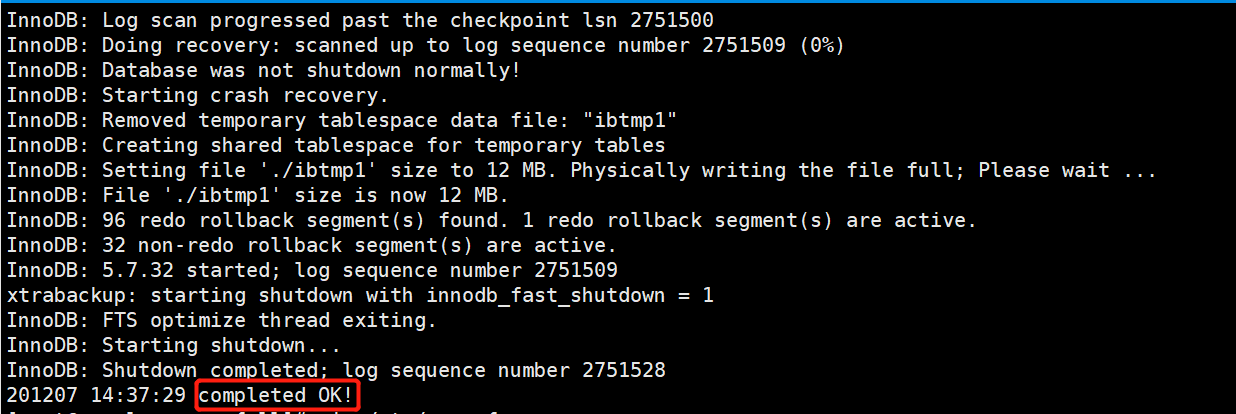 InnoDB: Log scan progressed past the checkpoint lsn 2751500
InnoDB: Doing recovery: scanned up to log sequence number 2751509 (0%)
InnoDB: Database was not shutdown normally!
InnoDB: Starting crash recovery.
InnoDB: Removed temporary tablespace data file: "ibtmp1"
InnoDB: Creating shared tablespace for temporary tables
InnoDB: Setting file './ibtmp1' size to 12 MB. Physically writing the file full; Please wait ...
InnoDB: File './ibtmp1' size is now 12 MB.
InnoDB: 96 redo rollback segment(s) found. 1 redo rollback segment(s) are active.
InnoDB: 32 non-redo rollback segment(s) are active.
InnoDB: 5.7.32 started; log sequence number 2751509
xtrabackup: starting shutdown with innodb_fast_shutdown = 1
InnoDB: FTS optimize thread exiting.
InnoDB: Starting shutdown...
InnoDB: Shutdown completed; log sequence number 2751528
201207 14:37:29 completed OK!